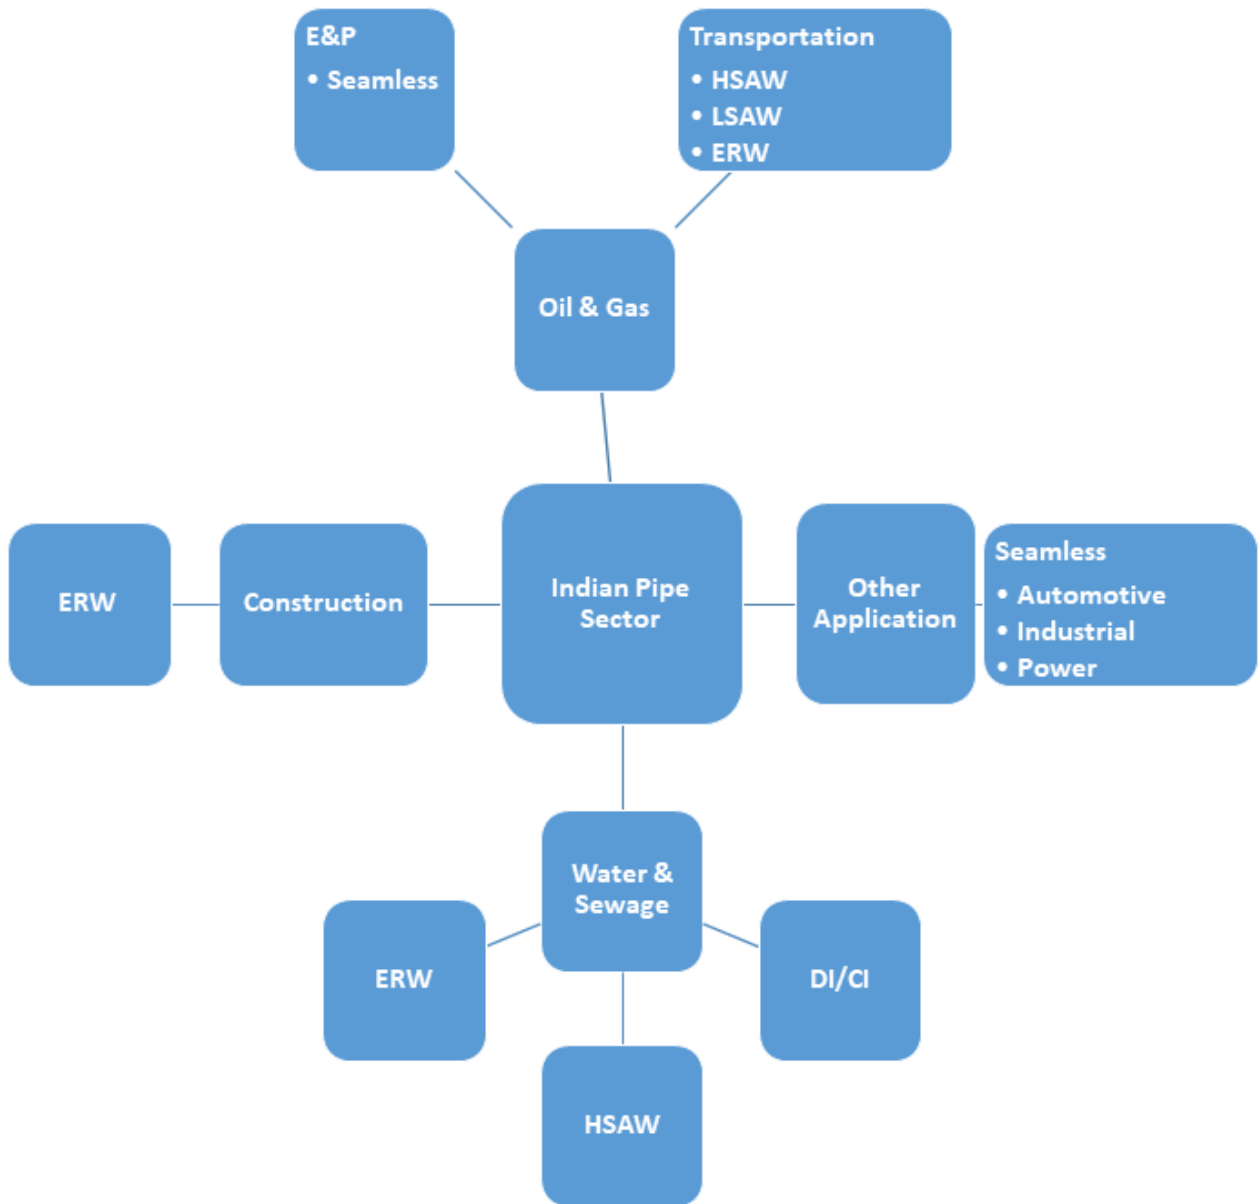 E&P
• Seamless
Transportation
• HSAW
• LSAW
• ERW
Oil & Gas
ERW
Construction
Indian Pipe
Sector
Other
Application
Seamless
• Automotive
• Industrial
• Power
Water &
Sewage
ERW
DI/CI
HSAW